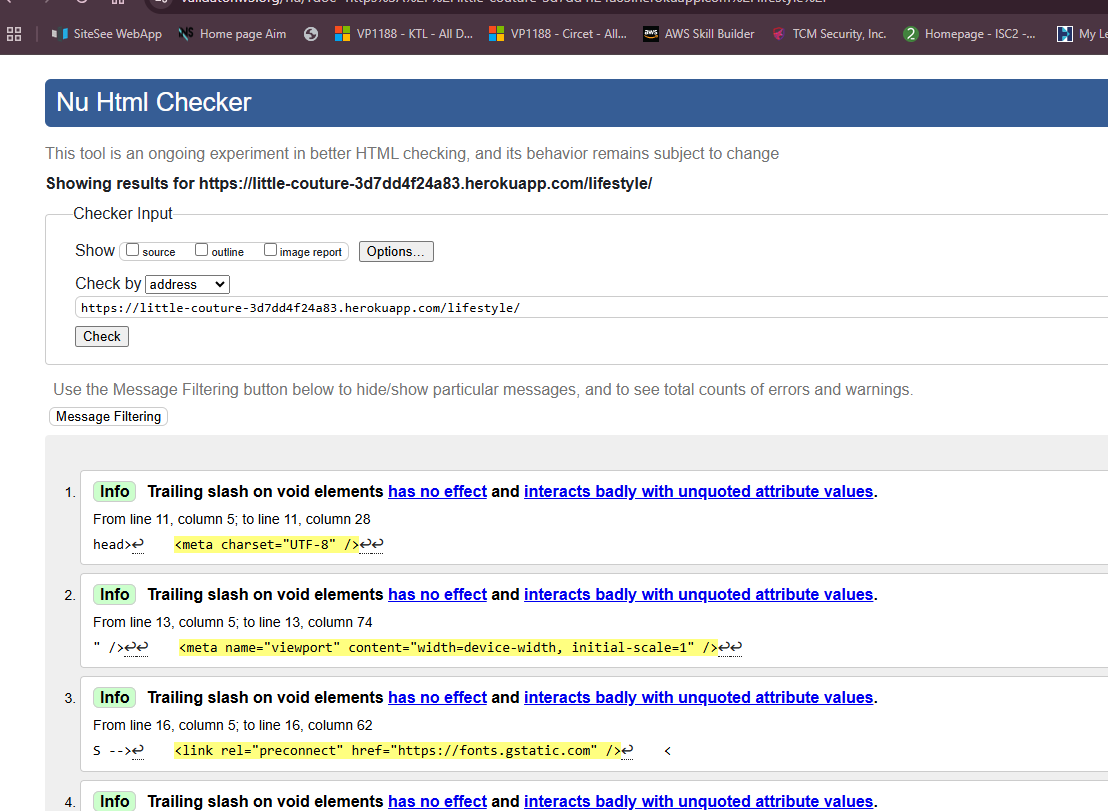 SiteSee WebApp
Home page Aim
VP1188 - KTL - All D...
VP1188 - Circet - All...
aws AWS Skill Builder
TCM Security, Inc.
2 Homepage - ISC2 -...
My Le
Nu Html Checker
This tool is an ongoing experiment in better HTML checking, and its behavior remains subject to change
Showing results for https://little-couture-3d7dd4f24a83.herokuapp.com/lifestyle/
Checker Input
Show source outline image report Options...
Check by address
https://little-couture-3d7dd4f24a83.herokuapp.com/lifestyle/
Check
Use the Message Filtering button below to hide/show particular messages, and to see total counts of errors and warnings.
Message Filtering
1. Info Trailing slash on void elements has no effect and interacts badly with unquoted attribute values.
From line 11, column 5; to line 11, column 28
head>↩ <meta charset="UTF-8" />↩↩
2. Info Trailing slash on void elements has no effect and interacts badly with unquoted attribute values.
From line 13, column 5; to line 13, column 74
" />↩↩ <meta name="viewport" content="width=device-width, initial-scale=1" />↩↩
3. Info Trailing slash on void elements has no effect and interacts badly with unquoted attribute values.
From line 16, column 5; to line 16, column 62
S -->↩ <link rel="preconnect" href="https://fonts.gstatic.com" />↩ <
4. Info Trailing slash on void elements has no effect and interacts badly with unquoted attribute values.